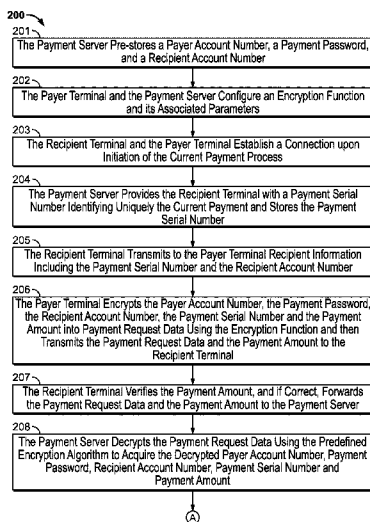 200
201
The Payment Server Pre-stores a Payer Account Number, a Payment Password,
and a Recipient Account Number
202
The Payer Terminal and the Payment Server Configure an Encryption Function
and its Associated Parameters
203
The Recipient Terminal and the Payer Terminal Establish a Connection upon
Initiation of the Current Payment Process
204
The Payment Server Provides the Recipient Terminal with a Payment Serial
Number Identifying Uniquely the Current Payment and Stores the Payment
Serial Number
205
The Recipient Terminal Transmits to the Payer Terminal Recipient Information
Including the Payment Serial Number and the Recipient Account Number
206
The Payer Terminal Encrypts the Payer Account Number, the Payment Password,
the Recipient Account Number, the Payment Serial Number and the Payment
Amount into Payment Request Data Using the Encryption Function and then
Transmits the Payment Request Data and the Payment Amount to the
Recipient Terminal
207
The Recipient Terminal Verifies the Payment Amount, and if Correct, Forwards
the Payment Request Data and the Payment Amount to the Payment Server
208
The Payment Server Decrypts the Payment Request Data Using the Predefined
Encryption Algorithm to Acquire the Decrypted Payer Account Number, Payment
Password, Recipient Account Number, Payment Serial Number and
Payment Amount
A